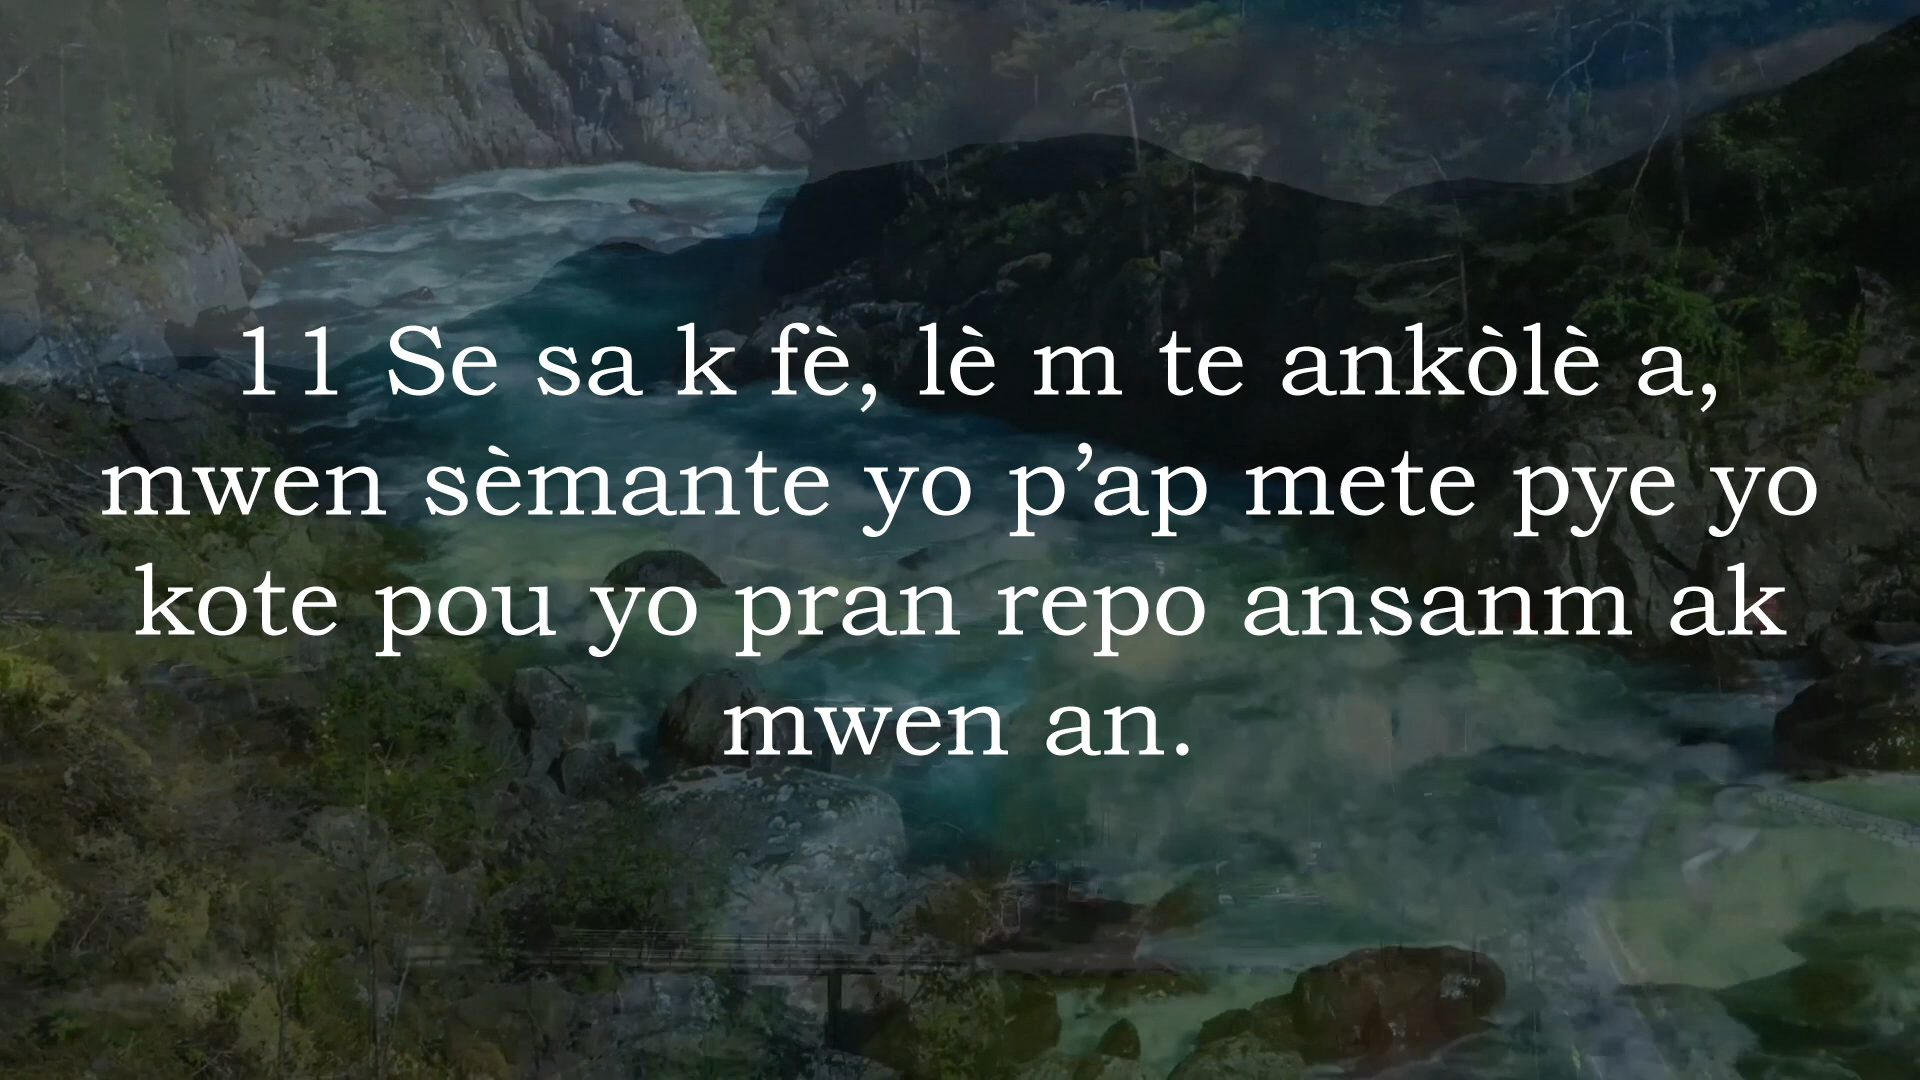 11 Se sa k fè, lè m te ankòlè a,
mwen sèmante yo p’ap mete pye yo
kote pou yo pran repo ansanm ak
mwen an.